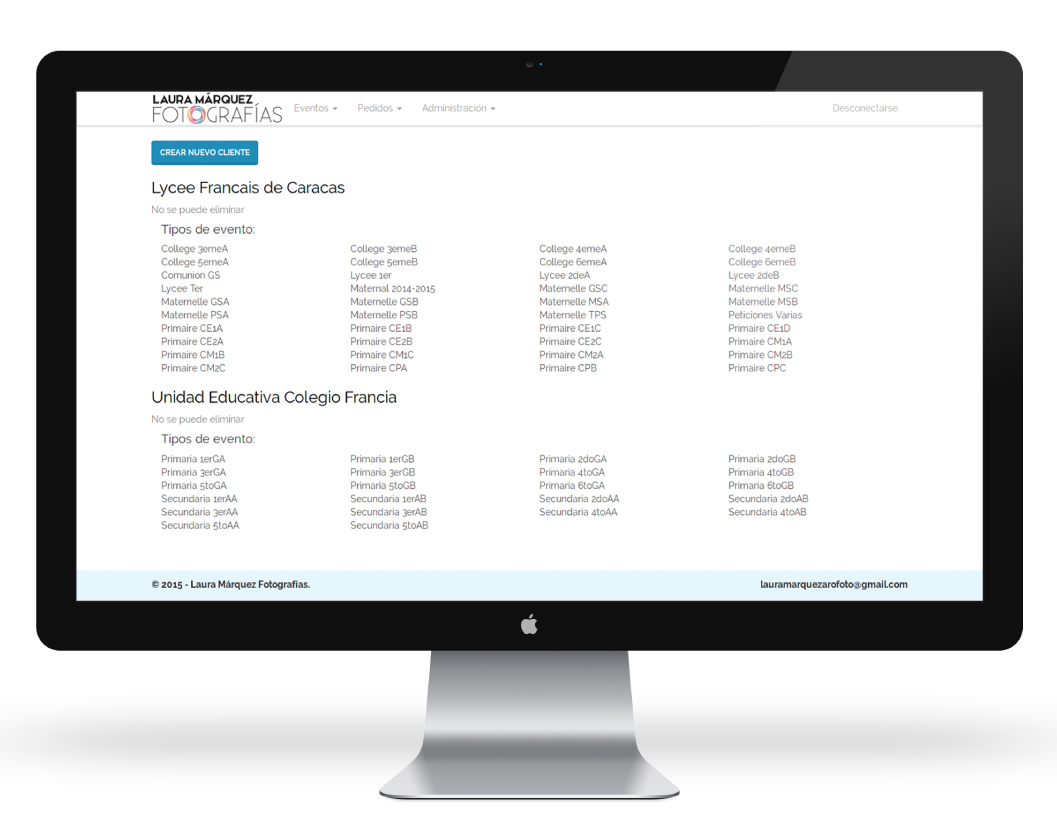 LAURA MÁRQUEZ
FOTOGRAFÍAS
Eventos Pedidos Administración Desconectarse
CREAR NUEVO CLIENTE
Lycee Francais de Caracas
No se puede eliminar
Tipos de evento:
College 3emeA College 3emeB College 4emeA College 4emeB
College 5emeA College 5emeB College 6emeA College 6emeB
Comunion GS Lycee 1er Lycee 2deA Lycee 2deB
Lycee Ter Maternal 2014-2015 Maternelle GSC Maternelle MSC
Maternelle GSA Maternelle GSB Maternelle MSA Maternelle MSB
Maternelle PSA Maternelle PSB Maternelle TPS Peticiones Varias
Primaire CE1A Primaire CE1B Primaire CE1C Primaire CE1D
Primaire CE2A Primaire CE2B Primaire CE2C Primaire CM1A
Primaire CM1B Primaire CM1C Primaire CM2A Primaire CM2B
Primaire CM2C Primaire CPA Primaire CPB Primaire CPC
Unidad Educativa Colegio Francia
No se puede eliminar
Tipos de evento:
Primaria 1erGA Primaria 1erGB Primaria 2doGA Primaria 2doGB
Primaria 3erGA Primaria 3erGB Primaria 4toGA Primaria 4toGB
Primaria 5toGA Primaria 5toGB Primaria 6toGA Primaria 6toGB
Secundaria 1erAA Secundaria 1erAB Secundaria 2doAA Secundaria 2doAB
Secundaria 3erAA Secundaria 3erAB Secundaria 4toAA Secundaria 4toAB
Secundaria 5toAA Secundaria 5toAB
© 2015 - Laura Márquez Fotografías. lauramarquezarofoto@gmail.com